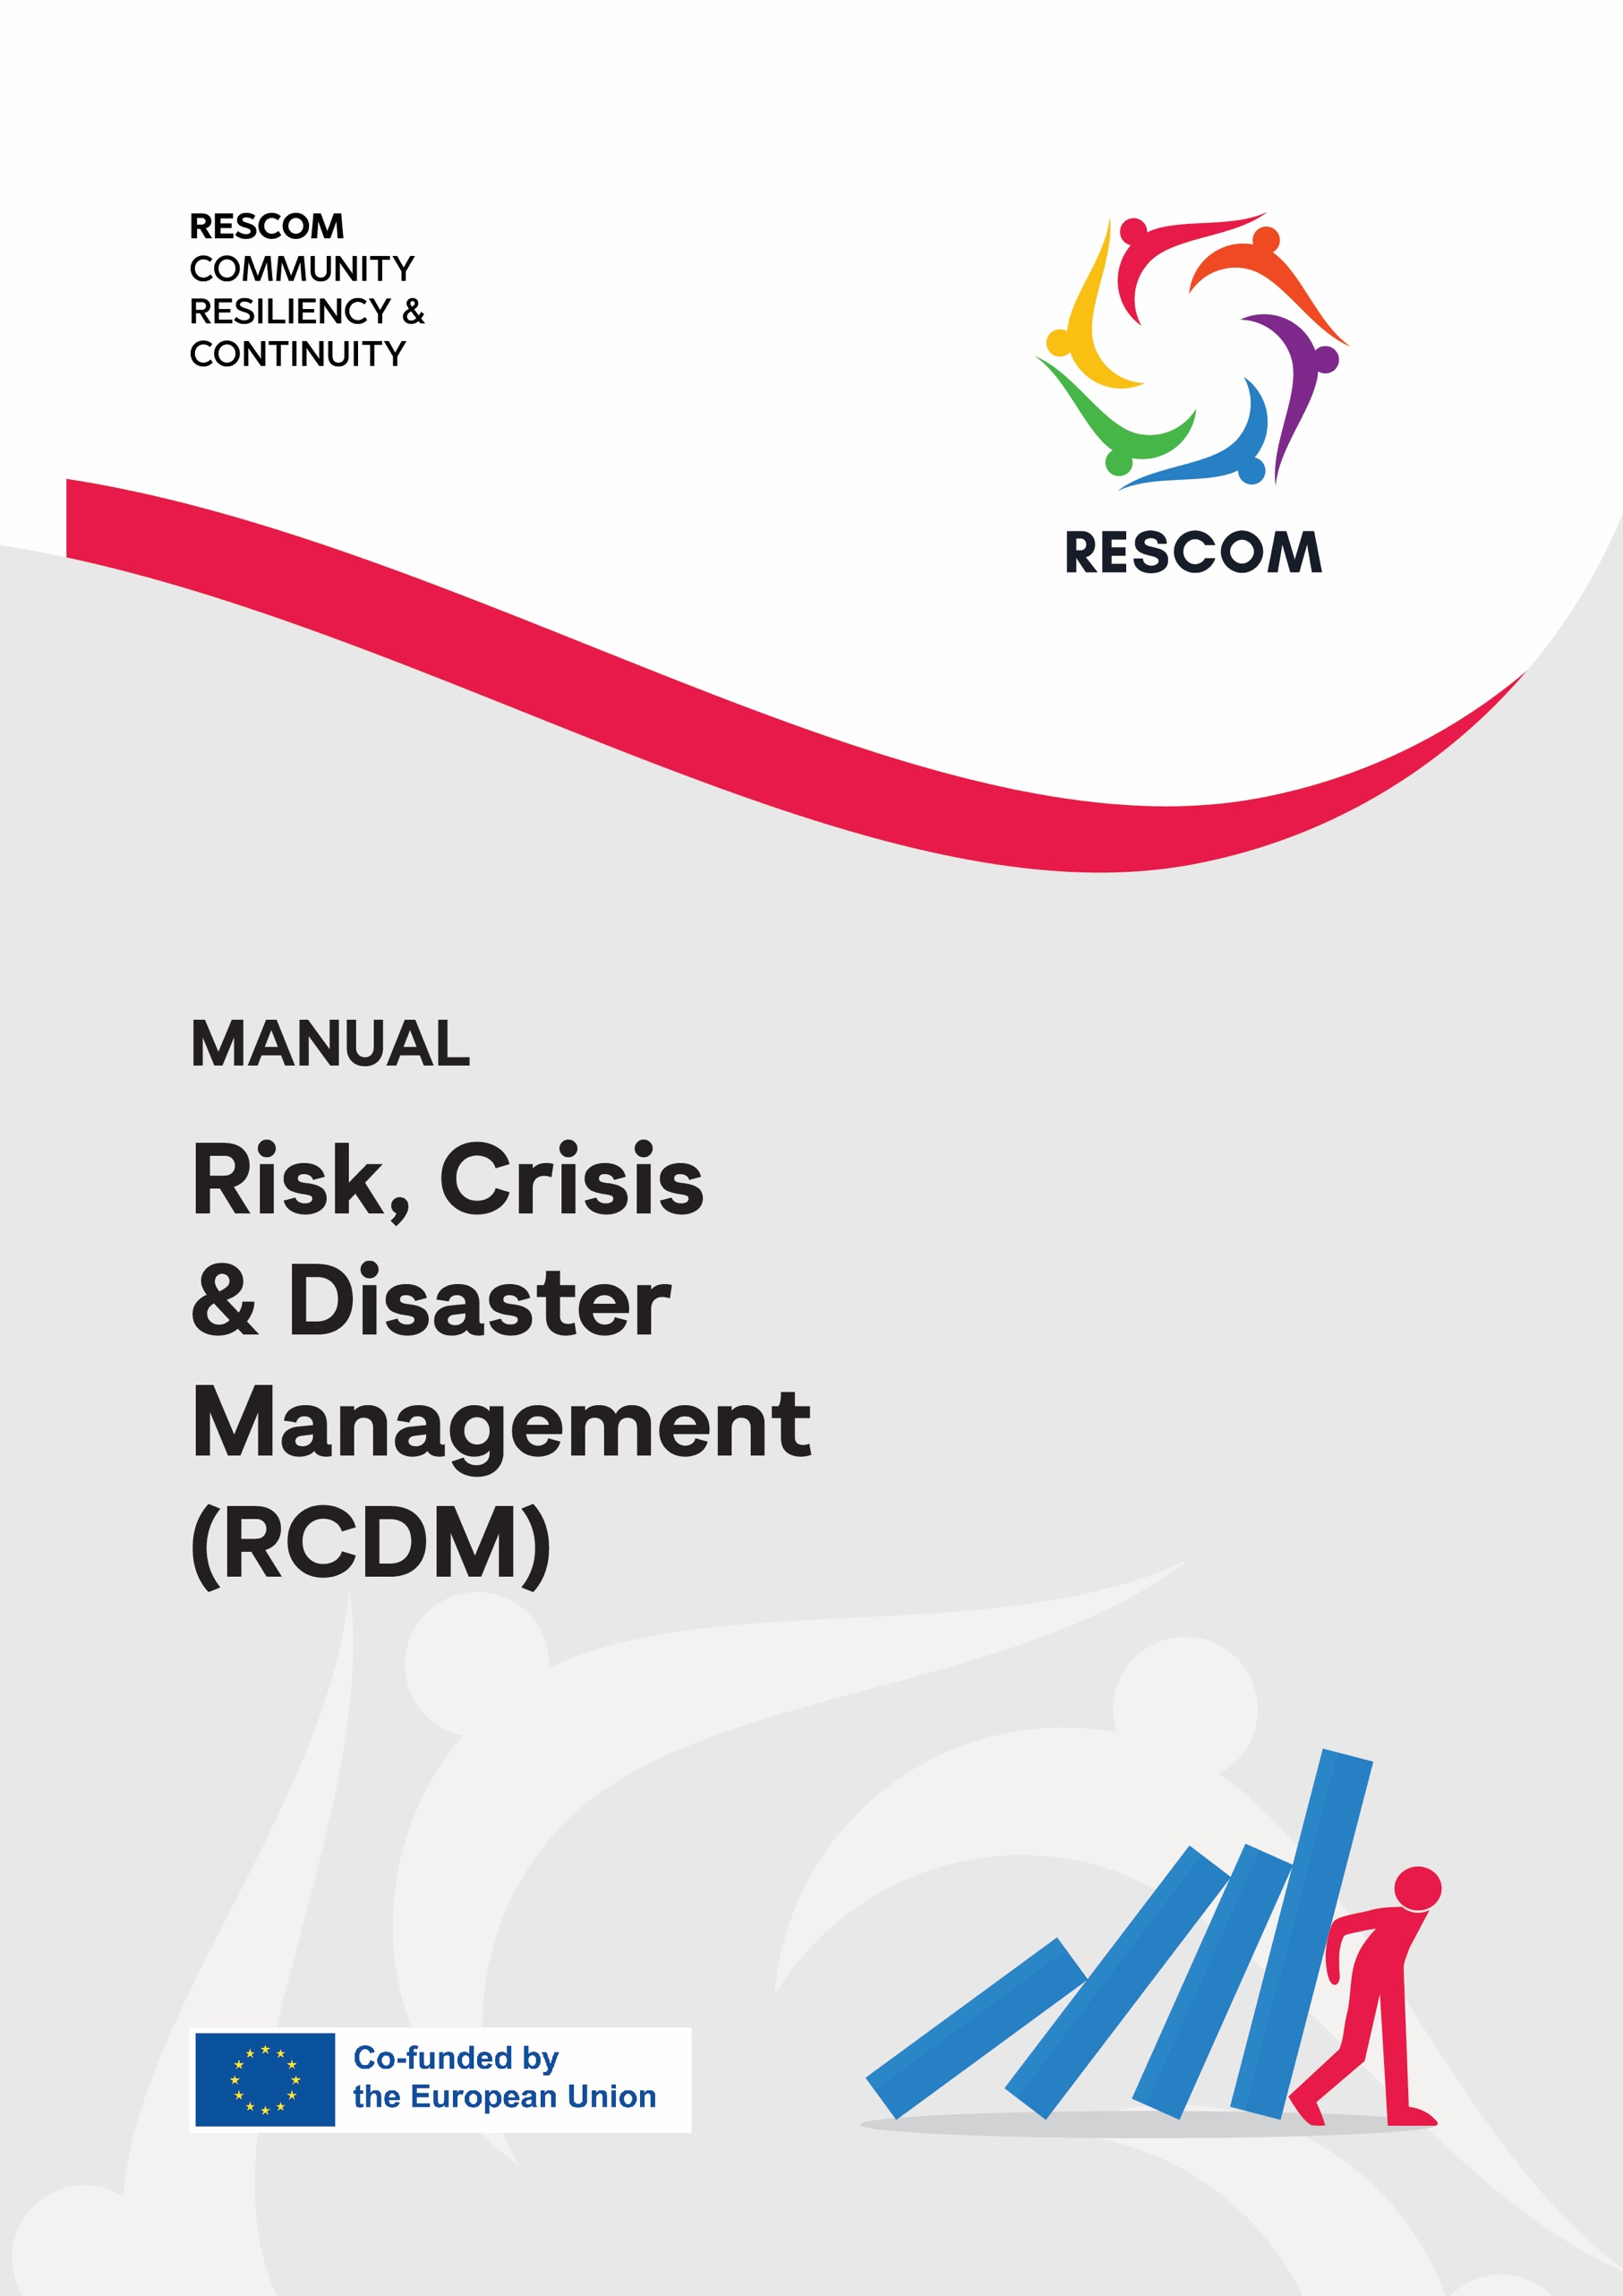 RESCOM
COMMUNITY
RESILIENCY &
CONTINUITY
RESCOM
MANUAL
Risk, Crisis
& Disaster
Management
(RCDM)
Co-funded by
the European Union